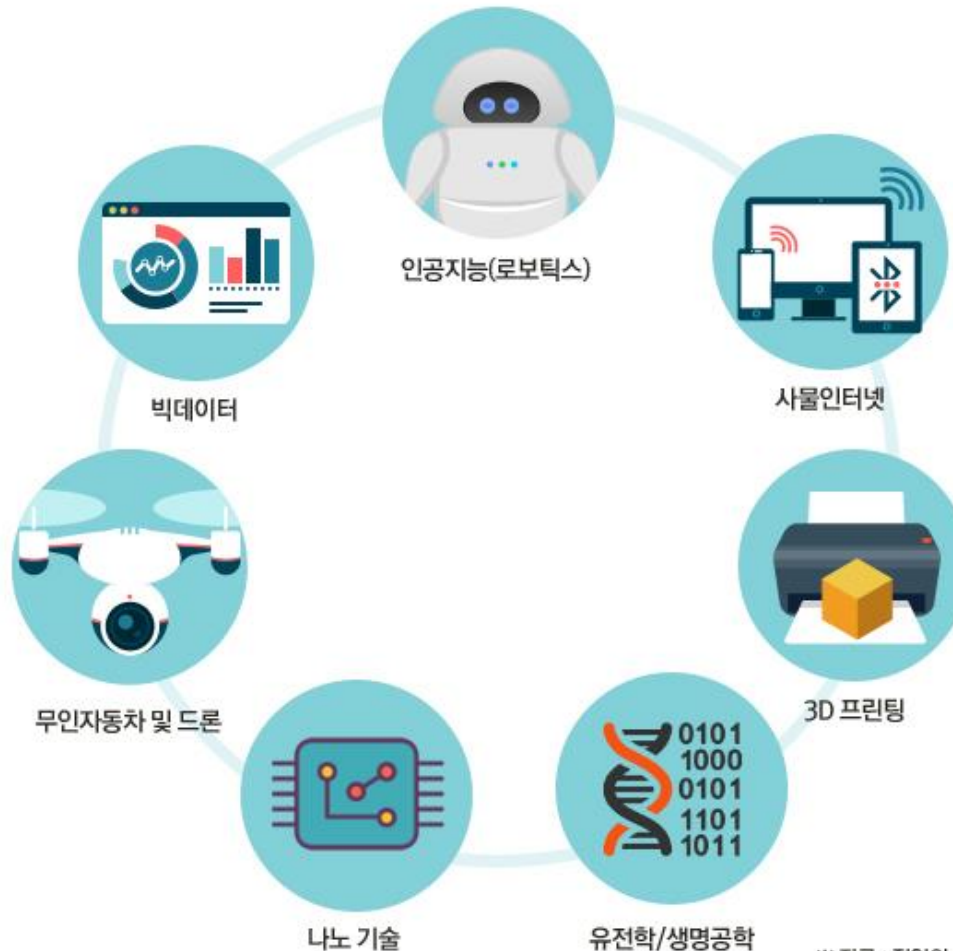 인공지능(로보틱스)
사물인터넷
빅데이터
3D 프린팅
무인자동차 및 드론
0101
1000
0101
1101
1011
나노 기술
유전학/생명공학